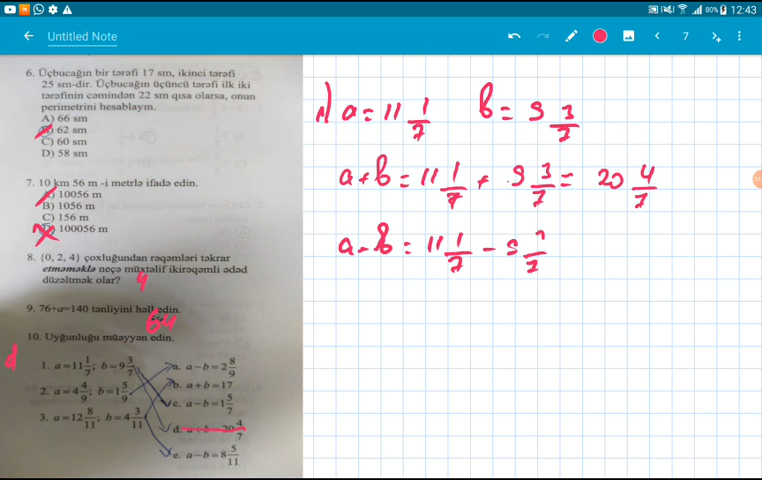 12:43
80%
Untitled Note
7
6. Üçbucağın bir tərəfi 17 sm, ikinci tərəfi
25 sm-dir. Üçbucağın üçüncü tərəfi ilk iki
tərəfinin cəmindən 22 sm qısa olarsa, onun
perimetrini hesablayın.
A) 66 sm
B) 62 sm
C) 60 sm
D) 58 sm
7. 10 km 56 m -i metrlə ifadə edin.
A) 10056 m
B) 1056 m
C) 156 m
D) 100056 m
8. {0, 2, 4} çoxluğundan rəqəmləri təkrar
etməməklə neçə müxtəlif ikirəqəmli ədəd
düzəltmək olar?
4
9. 76+a=140 tənliyini həll edin.
64
10. Uyğunluğu müəyyən edin.
1. a=11 1/7; b=9 3/7
2. a=4 4/9; b=1 5/9
3. a=12 8/11; b=4 3/11
a. a−b=2 8/9
b. a+b=17
c. a−b=1 5/7
d. a+b=20 4/7
e. a−b=8 5/11
1) a= 11 1/7 b= 9 3/7
a+b= 11 1/7 + 9 3/7 = 20 4/7
a-b= 11 1/7 - 9 3/7